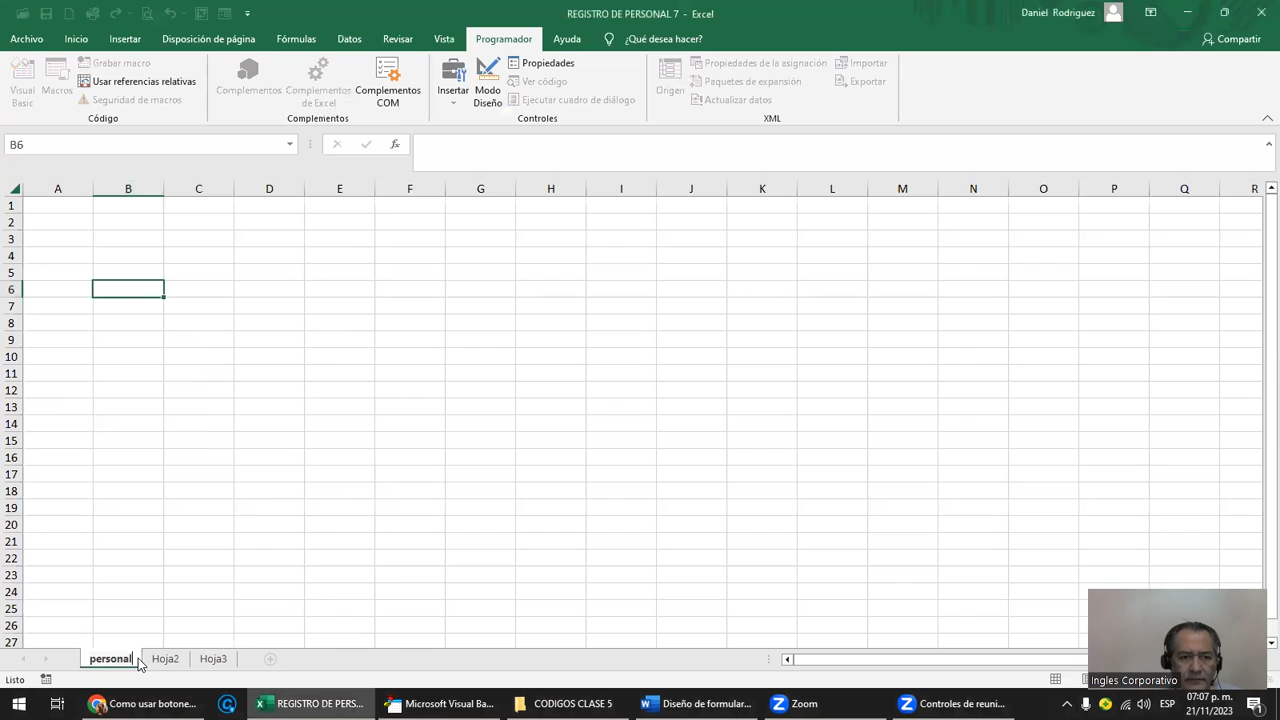 REGISTRO DE PERSONAL 7 - Excel
Daniel Rodriguez
Archivo Inicio Insertar Disposición de página Fórmulas Datos Revisar Vista Programador Ayuda ¿Qué desea hacer? Compartir
Visual Basic
Macros
Grabar macro
Usar referencias relativas
Seguridad de macros
Código
Complementos
Complementos de Excel
Complementos COM
Complementos
Insertar
Modo Diseño
Propiedades
Ver código
Ejecutar cuadro de diálogo
Controles
Origen
Propiedades de la asignación
Paquetes de expansión
Actualizar datos
Importar
Exportar
XML
B6
fx
A B C D E F G H I J K L M N O P Q R
1
2
3
4
5
6
7
8
9
10
11
12
13
14
15
16
17
18
19
20
21
22
23
24
25
26
27
personal Hoja2 Hoja3
Listo
Ingles Corporativo
Como usar botone...
REGISTRO DE PERS...
Microsoft Visual Ba...
CODIGOS CLASE 5
Diseño de formular...
Zoom
Controles de reuni...
ESP
07:07 p. m.
21/11/2023